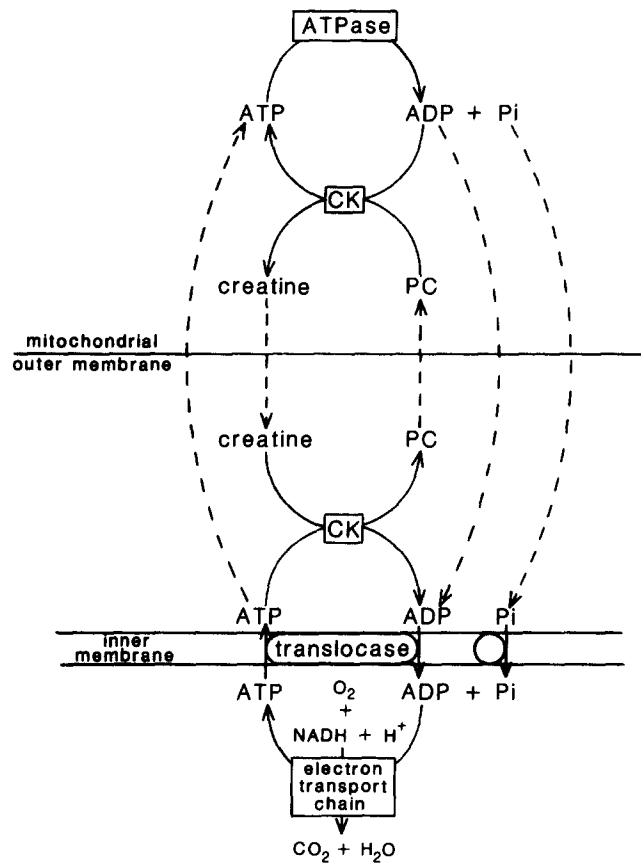 ATPase
ATP ADP + Pi
CK
creatine PC
mitochondrial
outer membrane
creatine PC
CK
ATP ADP Pi
inner
membrane
translocase
ATP O₂ ADP + Pi
+
NADH + H⁺
electron
transport
chain
CO₂ + H₂O